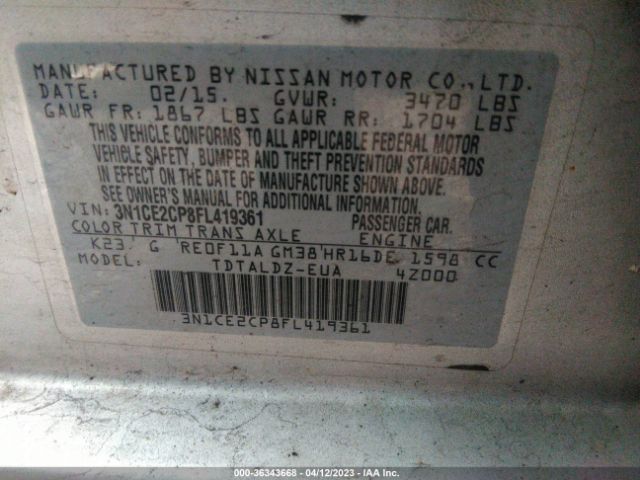 MANUFACTURED BY NISSAN MOTOR CO., LTD.
DATE: 02/15. GVWR: 3470 LBS
GAWR FR: 1867 LBS GAWR RR: 1704 LBS
THIS VEHICLE CONFORMS TO ALL APPLICABLE FEDERAL MOTOR
VEHICLE SAFETY, BUMPER AND THEFT PREVENTION STANDARDS
IN EFFECT ON THE DATE OF MANUFACTURE SHOWN ABOVE.
SEE OWNER'S MANUAL FOR ADDITIONAL INFORMATION.
VIN: 3N1CE2CP8FL419361 PASSENGER CAR.
COLOR TRIM TRANS AXLE ENGINE
K23 G RE0F11A GM38 HR16DE 1598 CC
MODEL: TDTALDZ-EUA 4Z000
3N1CE2CP8FL419361
000-36343668 - 04/12/2023 - IAA Inc.